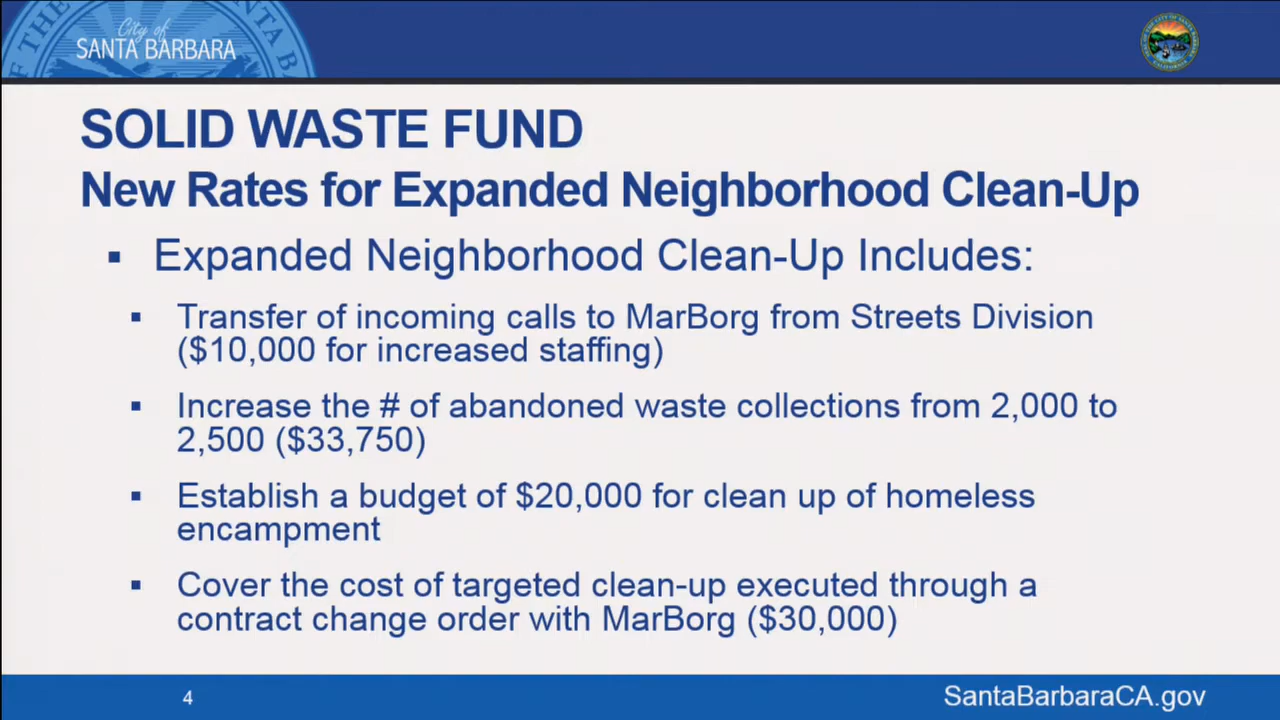 City of
SANTA BARBARA
SOLID WASTE FUND
New Rates for Expanded Neighborhood Clean-Up
▪ Expanded Neighborhood Clean-Up Includes:
▪ Transfer of incoming calls to MarBorg from Streets Division
($10,000 for increased staffing)
▪ Increase the # of abandoned waste collections from 2,000 to
2,500 ($33,750)
▪ Establish a budget of $20,000 for clean up of homeless
encampment
▪ Cover the cost of targeted clean-up executed through a
contract change order with MarBorg ($30,000)
4
SantaBarbaraCA.gov